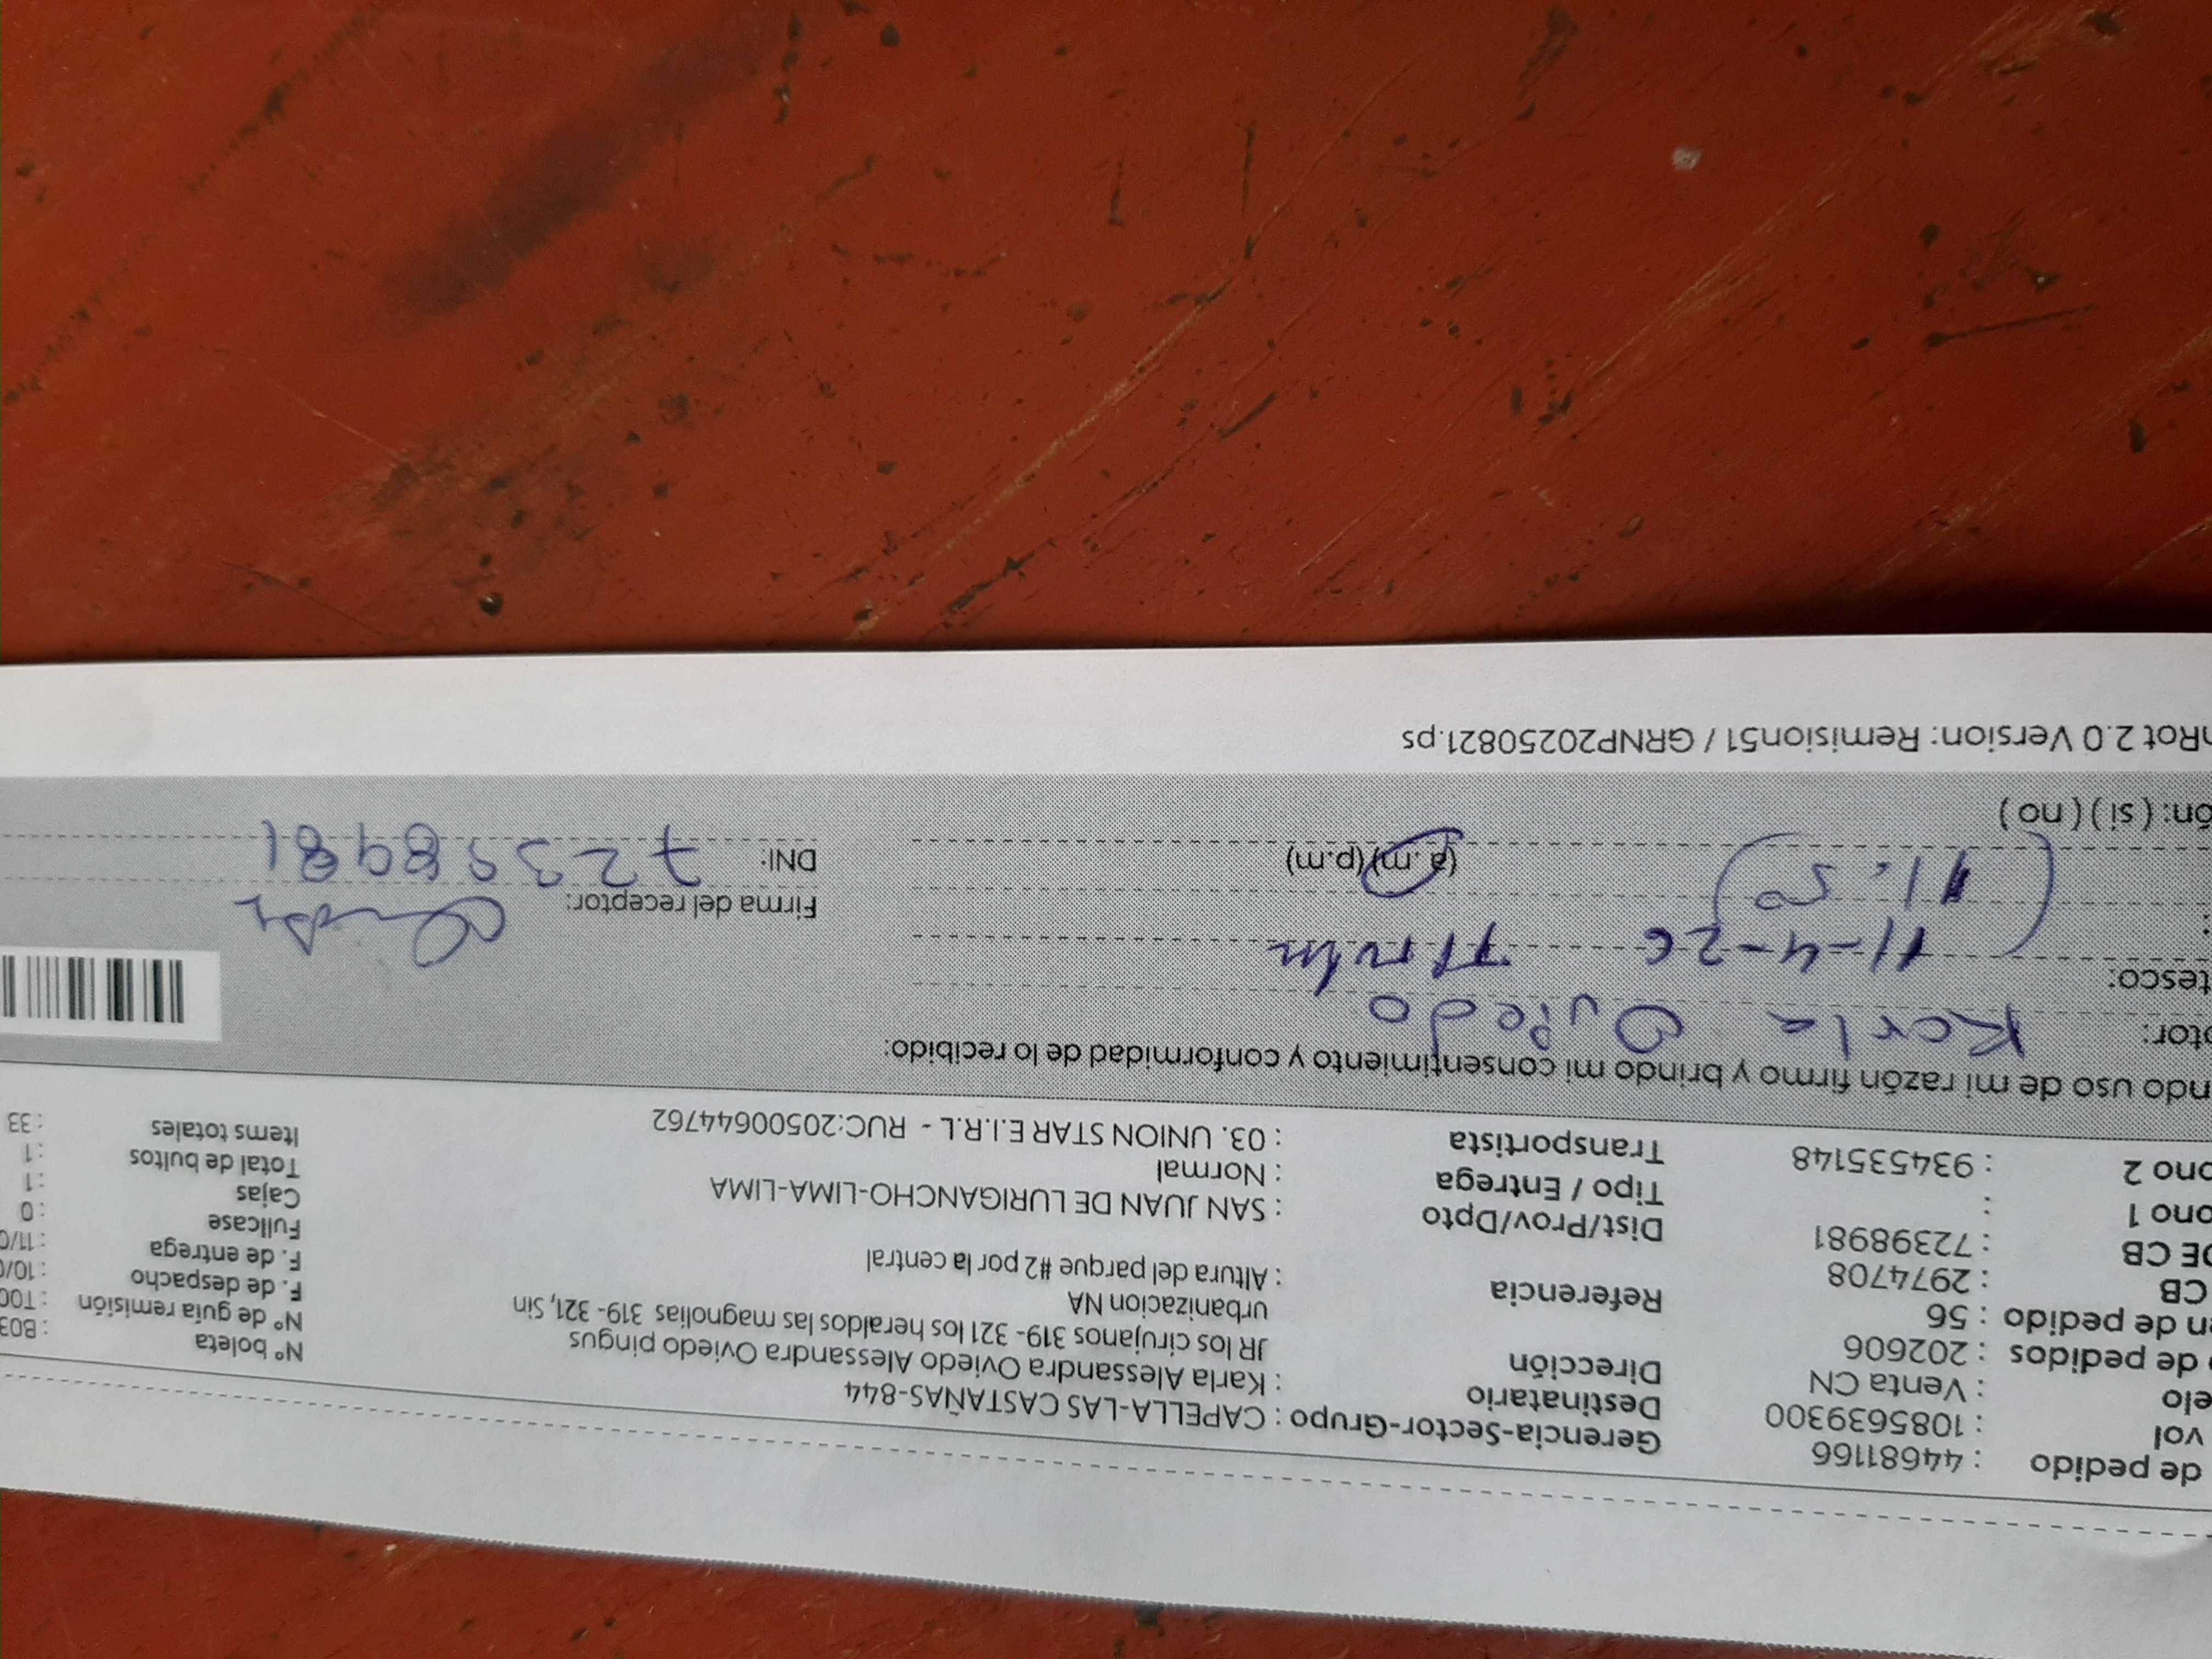 de pedido : 44681166 Gerencia-Sector-Grupo : CAPELLA-LAS CASTAÑAS-844
vol : 1085639300 Destinatario : Karla Alessandra Oviedo Alessandra Oviedo pingus N° boleta : B03
elo : Venta CN Dirección JR los cirujanos 319- 321 los heraldos las magnolias 319- 321, Sin N° de guia remisión : T00
de pedidos : 202606 urbanizacion NA F. de despacho : 10/0
n de pedido : 56 Referencia : Altura del parque #2 por la central F. de entrega : 11/0
CB : 2974708 Fullcase : 0
DE CB : 72398981 Dist/Prov/Dpto : SAN JUAN DE LURIGANCHO-LIMA-LIMA Cajas : 1
ono 1 : Tipo / Entrega : Normal Total de bultos : 1
ono 2 : 934535148 Transportista : 03. UNION STAR E.I.R.L - RUC:20500644762 Items totales : 33
ndo uso de mi razón firmo y brindo mi consentimiento y conformidad de lo recibido:
ptor: Karla Oviedo
tesco: Titular
: 11-4-26 Firma del receptor:
11.50 (a.m) (p.m) DNI: 72398981
ón: ( si ) ( no )
nRot 2.0 Version: Remision51 / GRNP20250821.ps